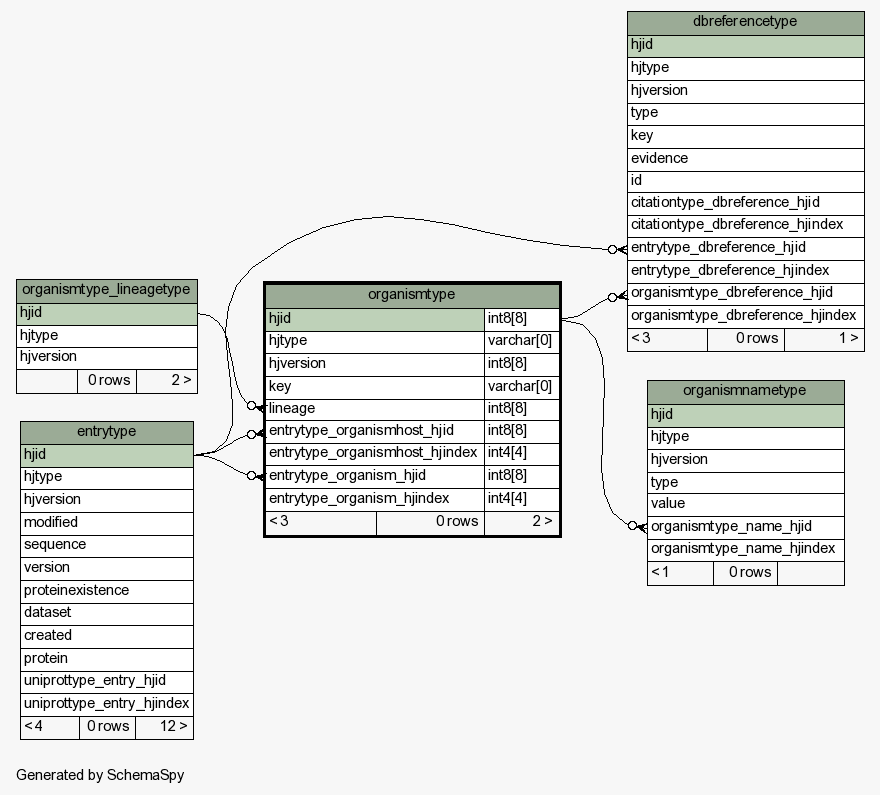 dbreferencetype
hjid
hjtype
hjversion
type
key
evidence
id
citationtype_dbreference_hjid
citationtype_dbreference_hjindex
entrytype_dbreference_hjid
entrytype_dbreference_hjindex
organismtype_dbreference_hjid
organismtype_dbreference_hjindex
< 3 0 rows 1 >
organismtype_lineagetype
hjid
hjtype
hjversion
0 rows 2 >
organismtype
hjid int8[8]
hjtype varchar[0]
hjversion int8[8]
key varchar[0]
lineage int8[8]
entrytype_organismhost_hjid int8[8]
entrytype_organismhost_hjindex int4[4]
entrytype_organism_hjid int8[8]
entrytype_organism_hjindex int4[4]
< 3 0 rows 2 >
organismnametype
hjid
hjtype
hjversion
type
value
organismtype_name_hjid
organismtype_name_hjindex
< 1 0 rows
entrytype
hjid
hjtype
hjversion
modified
sequence
version
proteinexistence
dataset
created
protein
uniprottype_entry_hjid
uniprottype_entry_hjindex
< 4 0 rows 12 >
Generated by SchemaSpy